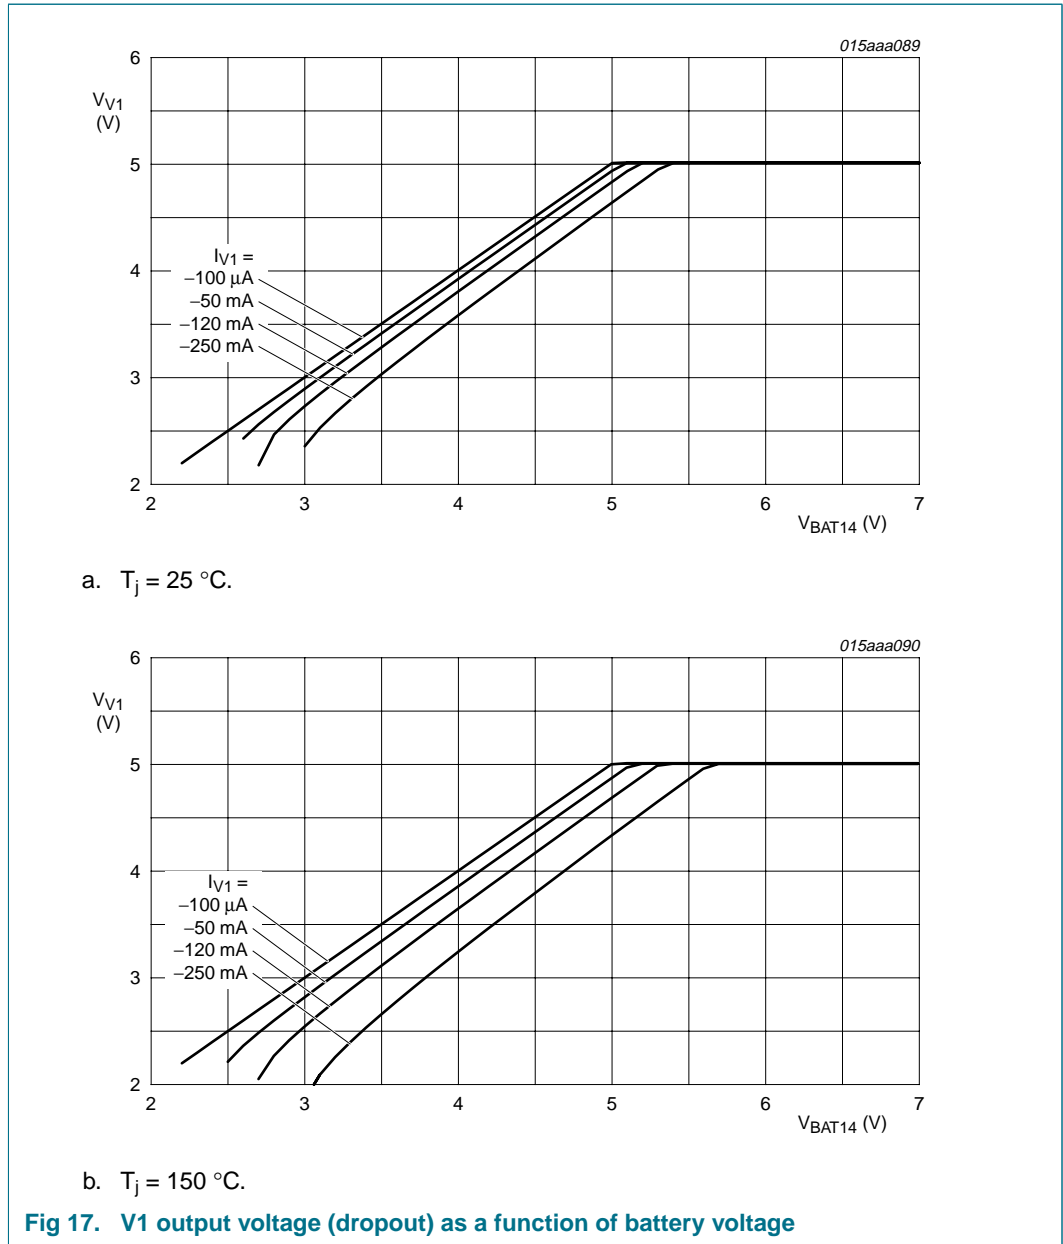 015aaa089
6
V_V1
(V)
5
I_V1 =
4
−100 μA
−50 mA
−120 mA
−250 mA
3
2
2 3 4 5 6 7
V_BAT14 (V)
a. T_j = 25 °C.
015aaa090
6
V_V1
(V)
5
4
I_V1 =
−100 μA
−50 mA
−120 mA
−250 mA
3
2
2 3 4 5 6 7
V_BAT14 (V)
b. T_j = 150 °C.
Fig 17. V1 output voltage (dropout) as a function of battery voltage